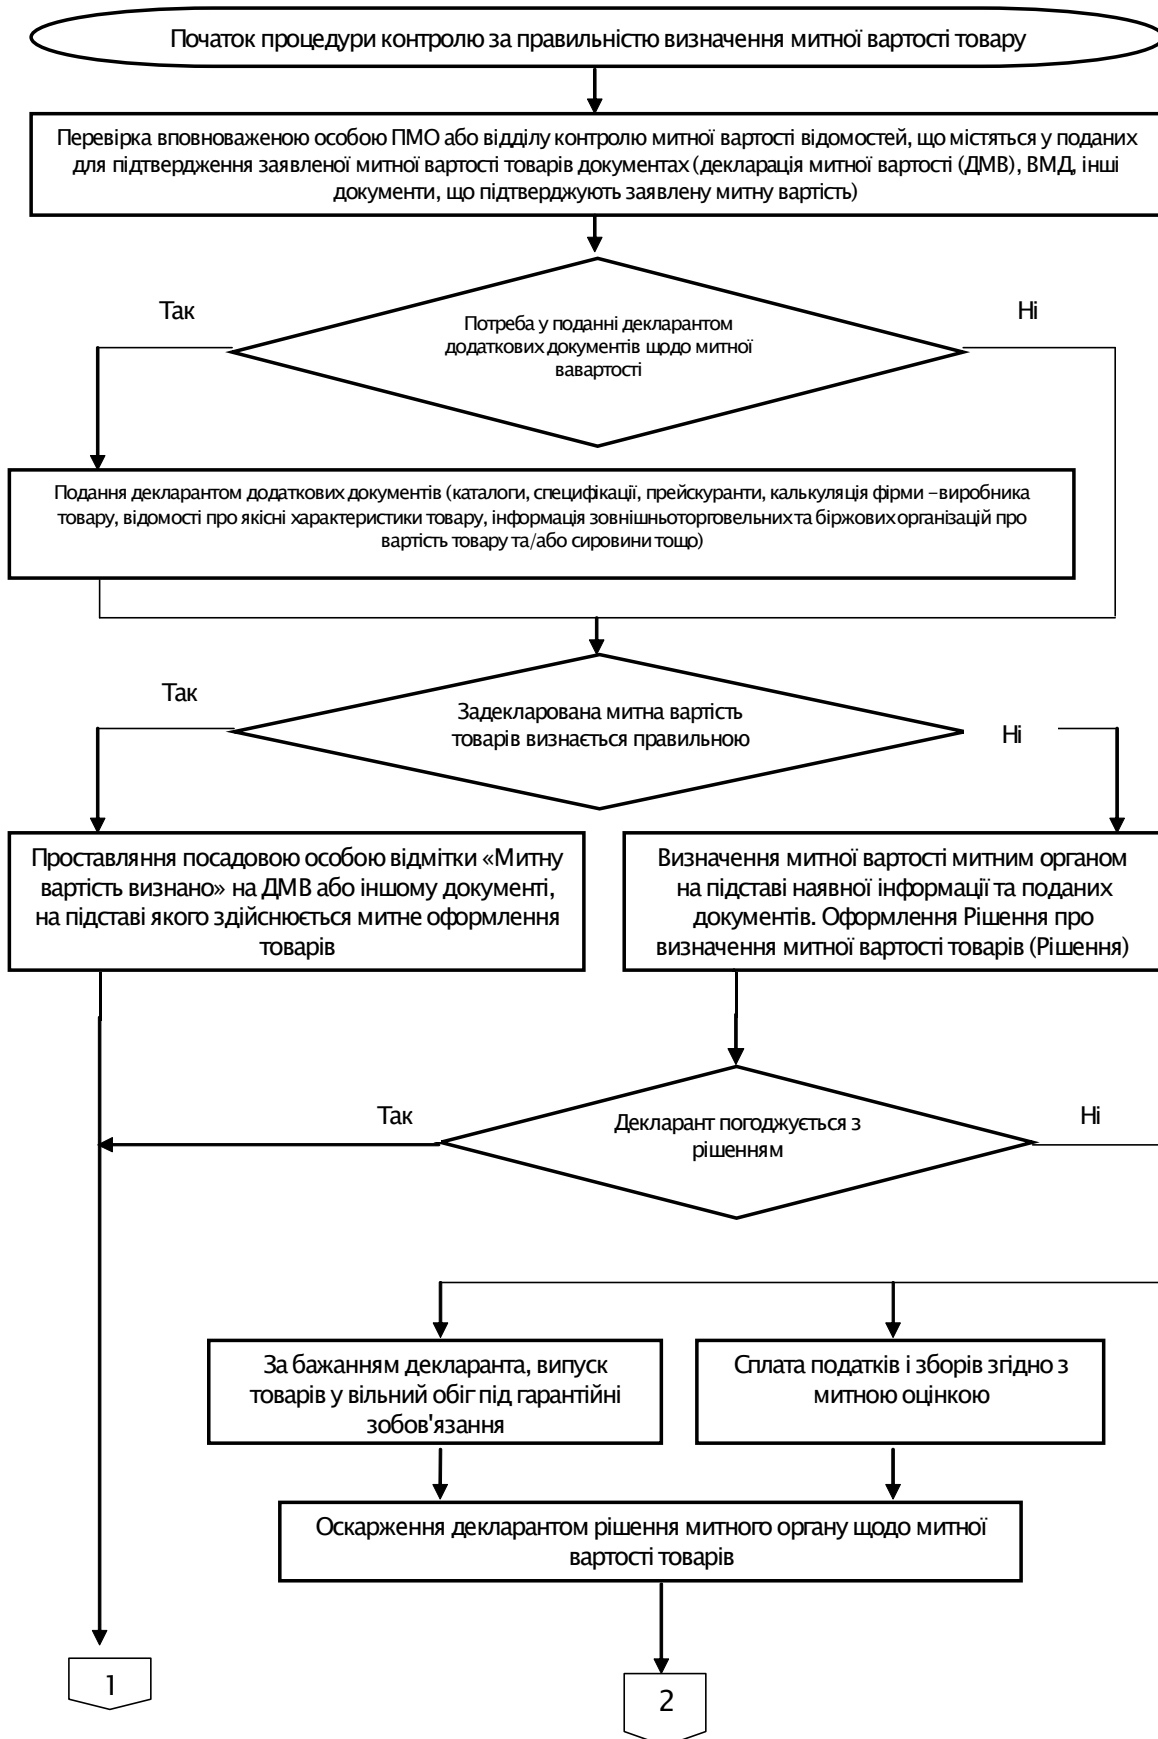 Початок процедури контролю за правильністю визначення митної вартості товару
Перевірка вповноваженою особою ПМО або відділу контролю митної вартості відомостей, що містяться у поданих
для підтвердження заявленої митної вартості товарів документах (декларація митної вартості (ДМВ), ВМД, інші
документи, що підтверджують заявлену митну вартість)
Так
Ні
Потреба у поданні декларантом
додаткових документів щодо митної
вавартості
Подання декларантом додаткових документів (каталоги, специфікації, прейскуранти, калькуляція фірми –виробника
товару, відомості про якісні характеристики товару, інформація зовнішньоторговельних та біржових організацій про
вартість товару та/або сировини тощо)
Так
Задекларована митна вартість
товарів визнається правильною
Ні
Проставляння посадовою особою відмітки «Митну
вартість визнано» на ДМВ або іншому документі,
на підставі якого здійснюється митне оформлення
товарів
Визначення митної вартості митним органом
на підставі наявної інформації та поданих
документів. Оформлення Рішення про
визначення митної вартості товарів (Рішення)
Так
Декларант погоджується з
рішенням
Ні
За бажанням декларанта, випуск
товарів у вільний обіг під гарантійні
зобов'язання
Сплата податків і зборів згідно з
митною оцінкою
Оскарження декларантом рішення митного органу щодо митної
вартості товарів
1
2